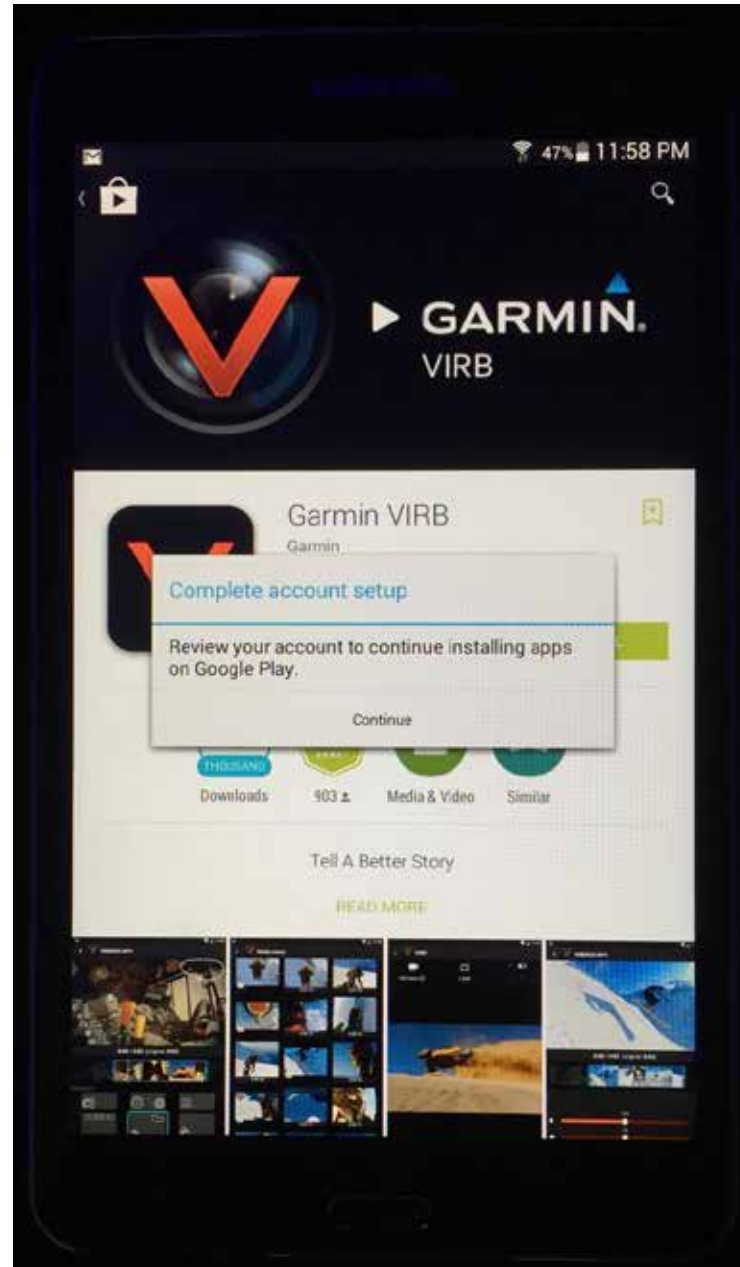 47% 11:58 PM
GARMIN.
VIRB
Garmin VIRB
Garmin
Complete account setup
Review your account to continue installing apps
on Google Play.
Continue
THOUSAND
Downloads
903
Media & Video
Similar
Tell A Better Story
READ MORE